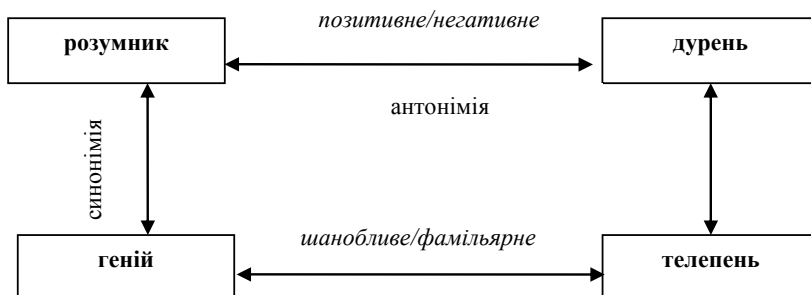 позитивне/негативне
розумник
дурень
антонімія
синонімія
шанобливе/фамільярне
геній
телепень